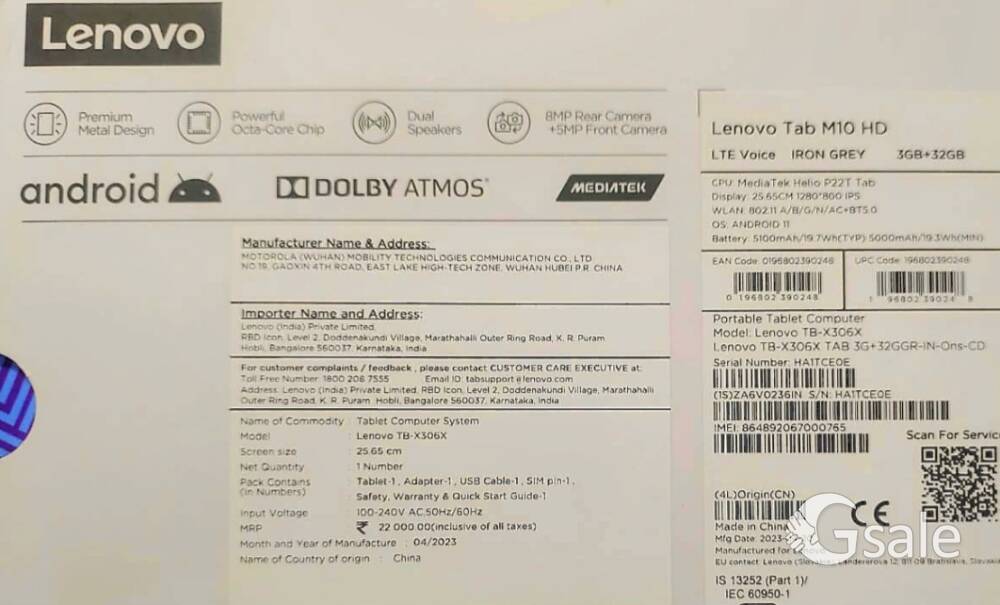 Lenovo
Premium
Metal Design
Powerful
Octa-Core Chip
Dual
Speakers
8MP Rear Camera
+5MP Front Camera
android
DOLBY ATMOS®
MEDIATEK
Manufacturer Name & Address:
MOTOROLA (WUHAN) MOBILITY TECHNOLOGIES COMMUNICATION CO., LTD
NO.19, GAOXIN 4TH ROAD, EAST LAKE HIGH-TECH ZONE, WUHAN HUBEI P.R. CHINA
Importer Name and Address:
Lenovo (India) Private Limited,
RBD Icon, Level 2, Doddenakundi Village, Marathahalli Outer Ring Road, K. R. Puram
Hobli, Bangalore 560037, Karnataka, India
For customer complaints / feedback, please contact CUSTOMER CARE EXECUTIVE at:
Toll Free Number: 1800 208 7555 Email ID: tabsupport@lenovo.com
Address: Lenovo (India) Private Limited, RBD Icon, Level 2, Doddenakundi Village, Marathahalli
Outer Ring Road, K. R. Puram Hobli, Bangalore 560037, Karnataka, India
Name of Commodity : Tablet Computer System
Model : Lenovo TB-X306X
Screen size : 25.65 cm
Net Quantity : 1 Number
Pack Contains : Tablet-1, Adapter-1, USB Cable-1, SIM pin-1,
(in Numbers) : Safety, Warranty & Quick Start Guide-1
Input Voltage : 100-240V AC,50Hz/60Hz
MRP : ₹ 22 000.00(inclusive of all taxes)
Month and Year of Manufacture : 04/2023
Name of Country of origin : China
Lenovo Tab M10 HD
LTE Voice IRON GREY 3GB+32GB
CPU: MediaTek Helio P22T Tab
Display: 25.65CM 1280*800 IPS
WLAN: 802.11 A/B/G/N/AC+BT5.0
OS: ANDROID 11
Battery: 5100mAh/19.7Wh(TYP) 5000mAh/19.3Wh(MIN)
EAN Code: 0196802390248 UPC Code: 196802390248
0 196802 390248 1 96802 39024 8
Portable Tablet Computer
Model: Lenovo TB-X306X
Lenovo TB-X306X TAB 3G+32GGR-IN-Ons-CD
Serial Number: HA1TCE0E
(1S)ZA6V0236IN S/N: HA1TCE0E
IMEI: 864892067000765
Scan For Servic
(4L)Origin(CN)
CE
Made in China
Mfg Date: 2023-
Manufactured for
EU contact: Lenovo (Slovakia),
IS 13252 (Part 1)/
IEC 60950-1
Gsale